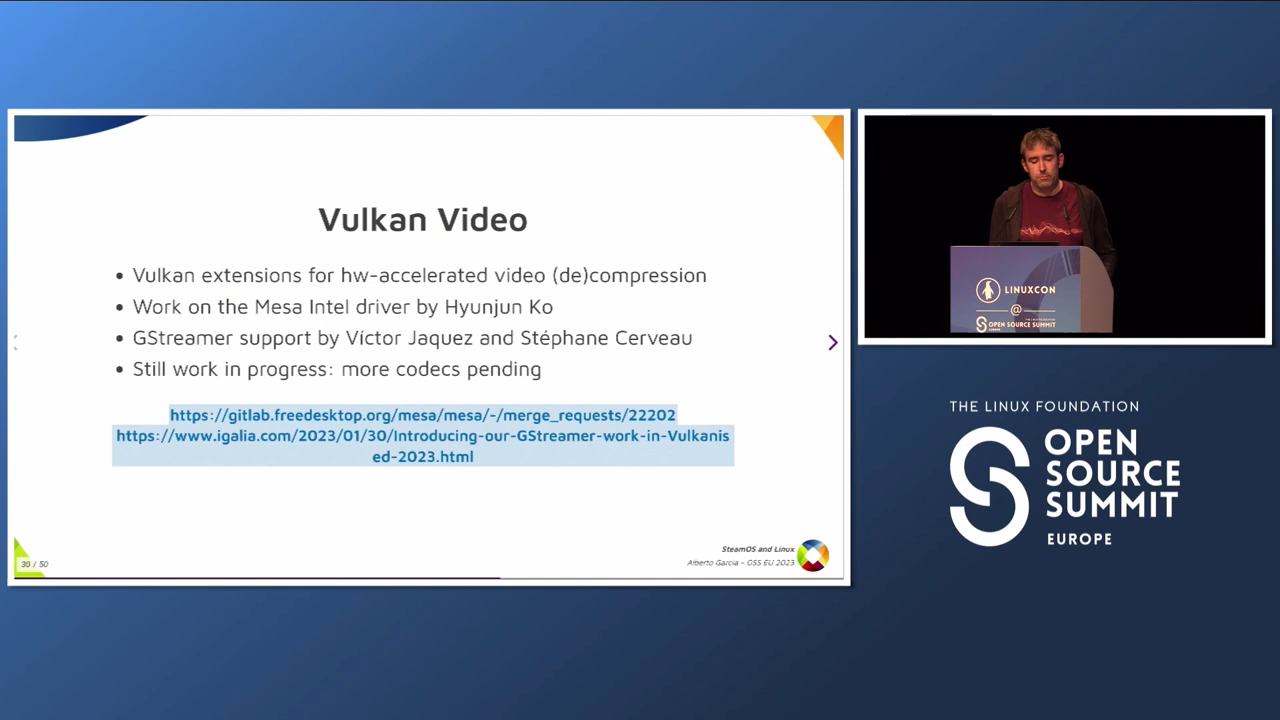 Vulkan Video
Vulkan extensions for hw-accelerated video (de)compression
Work on the Mesa Intel driver by Hyunjun Ko
GStreamer support by Víctor Jaquez and Stéphane Cerveau
Still work in progress: more codecs pending
https://gitlab.freedesktop.org/mesa/mesa/-/merge_requests/22202
https://www.igalia.com/2023/01/30/Introducing-our-GStreamer-work-in-Vulkanis
ed-2023.html
30 / 50
SteamOS and Linux
Alberto Garcia - OSS EU 2023
LINUXCON
@
THE LINUX FOUNDATION
OPEN SOURCE SUMMIT
EUROPE
THE LINUX FOUNDATION
OPEN
SOURCE
SUMMIT
EUROPE